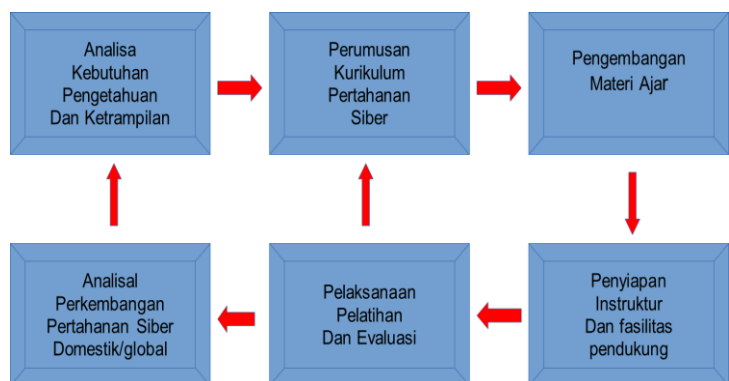 Analisa
Kebutuhan
Pengetahuan
Dan Ketrampilan
Perumusan
Kurikulum
Pertahanan
Siber
Pengembangan
Materi Ajar
Analisal
Perkembangan
Pertahanan Siber
Domestik/global
Pelaksanaan
Pelatihan
Dan Evaluasi
Penyiapan
Instruktur
Dan fasilitas
pendukung